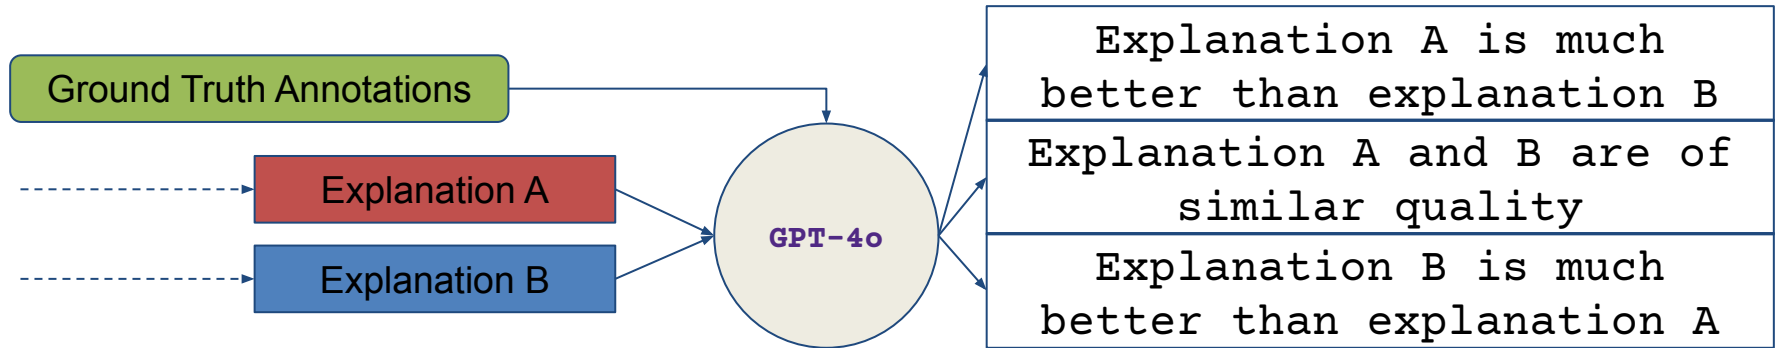 Ground Truth Annotations
Explanation A
Explanation B
GPT-4o
Explanation A is much
better than explanation B
Explanation A and B are of
similar quality
Explanation B is much
better than explanation A